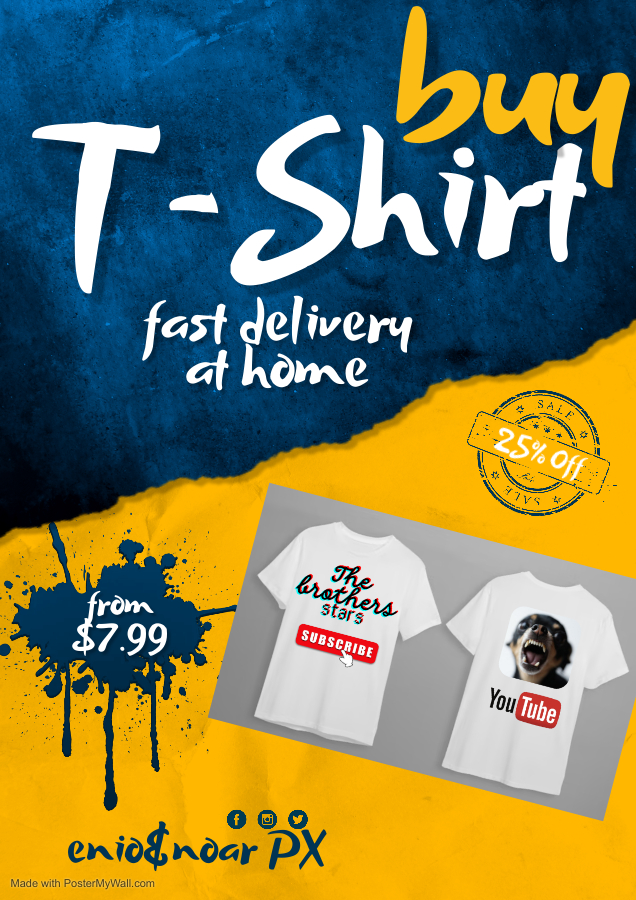 buy
T-Shirt
fast delivery
at home
SALE
25% Off
SALE
from
$7.99
The
brothers
stars
SUBSCRIBE
YouTube
enio&noar PX
Made with PosterMyWall.com